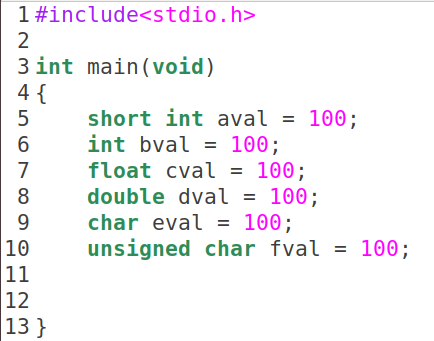 1 #include<stdio.h>
2
3 int main(void)
4 {
5     short int aval = 100;
6     int bval = 100;
7     float cval = 100;
8     double dval = 100;
9     char eval = 100;
10     unsigned char fval = 100;
11
12
13 }